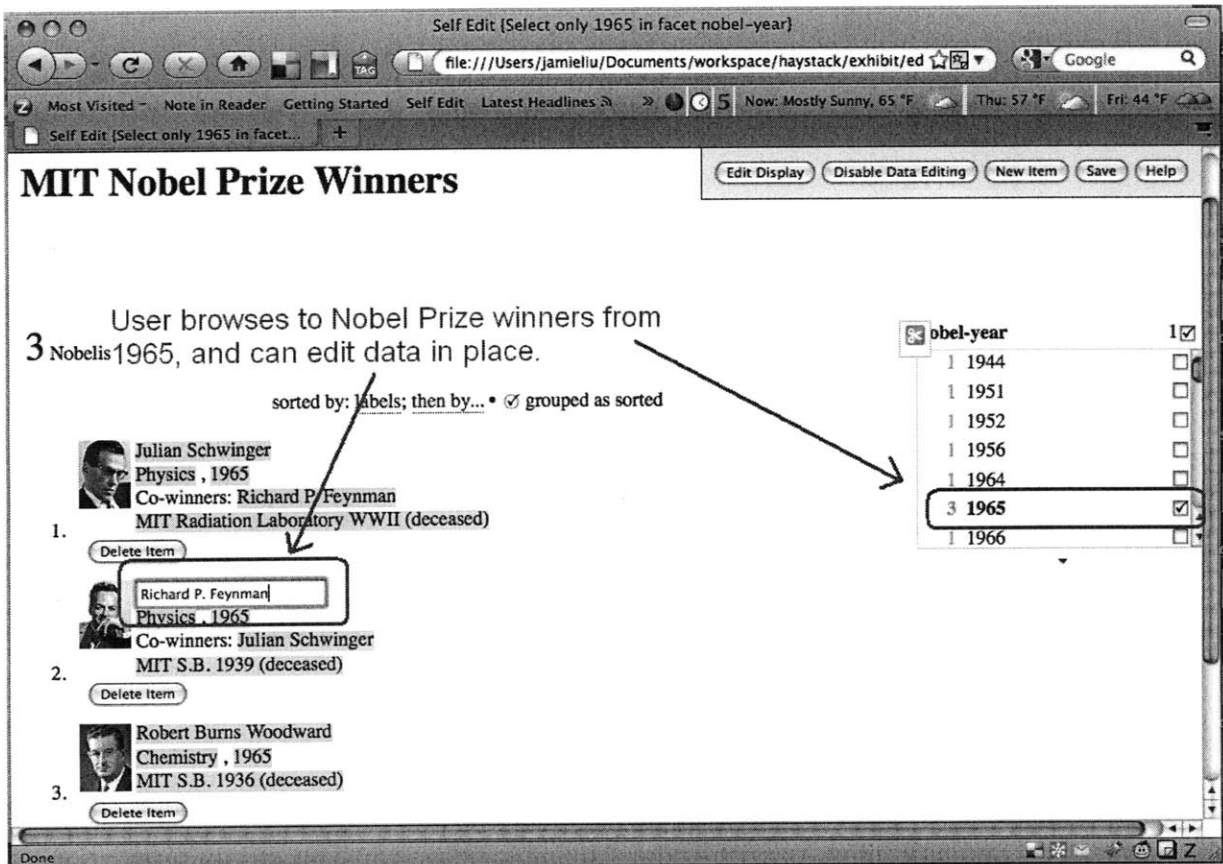 Self Edit {Select only 1965 in facet nobel-year}
TAG
file:///Users/jamieliu/Documents/workspace/haystack/exhibit/ed
Google
Most Visited Note in Reader Getting Started Self Edit Latest Headlines » 5 Now: Mostly Sunny, 65 °F Thu: 57 °F Fri: 44 °F
Self Edit {Select only 1965 in facet... +
MIT Nobel Prize Winners
Edit Display Disable Data Editing New Item Save Help
User browses to Nobel Prize winners from
3 Nobelis 1965, and can edit data in place.
sorted by: labels; then by... • grouped as sorted
obel-year 1
1 1944
1 1951
1 1952
1 1956
1 1964
3 1965
1 1966
Julian Schwinger
Physics , 1965
Co-winners: Richard P. Feynman
MIT Radiation Laboratory WWII (deceased)
1.
Delete Item
Richard P. Feynman
Physics , 1965
Co-winners: Julian Schwinger
MIT S.B. 1939 (deceased)
2.
Delete Item
Robert Burns Woodward
Chemistry , 1965
MIT S.B. 1936 (deceased)
3.
Delete Item
Done
Z